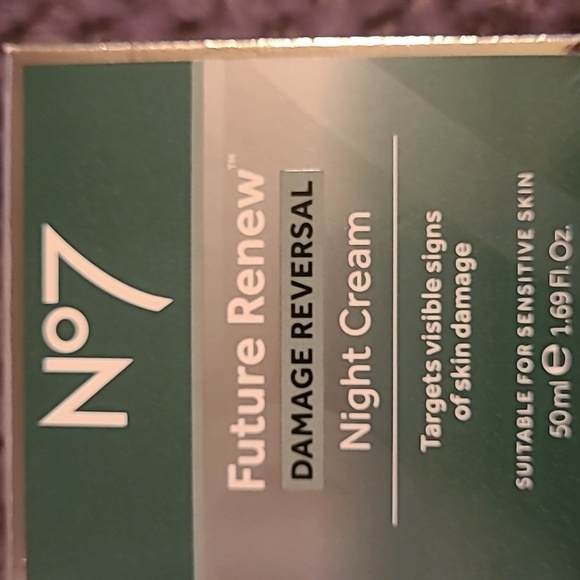 No7
Future Renew™
DAMAGE REVERSAL
Night Cream
Targets visible signs
of skin damage
SUITABLE FOR SENSITIVE SKIN
50ml e 1.69 Fl. Oz.